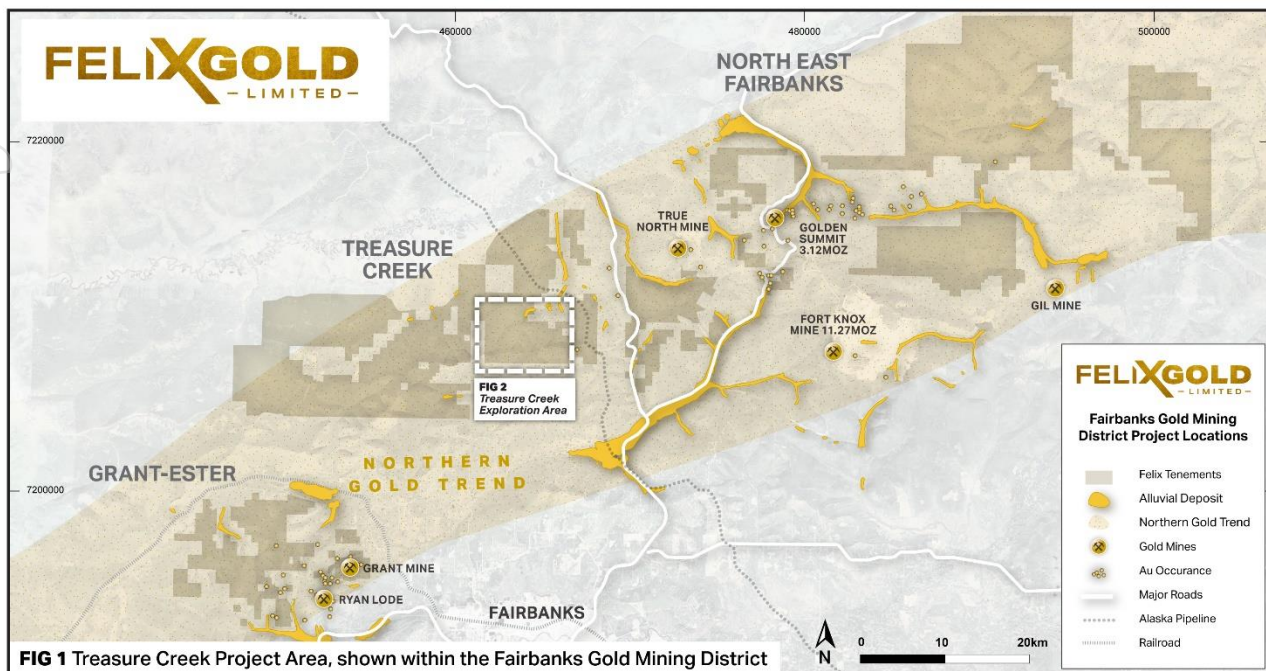 FELIXGOLD
LIMITED
460000
480000
500000
7220000
7200000
NORTH EAST
FAIRBANKS
TRUE
NORTH MINE
GOLDEN
SUMMIT
3.12MOZ
TREASURE
CREEK
GIL MINE
FORT KNOX
MINE 11.27MOZ
FIG 2
Treasure Creek
Exploration Area
NORTHERN
GOLD TREND
GRANT-ESTER
GRANT MINE
RYAN LODE
FAIRBANKS
FELIXGOLD
LIMITED
Fairbanks Gold Mining
District Project Locations
Felix Tenements
Alluvial Deposit
Northern Gold Trend
Gold Mines
Au Occurance
Major Roads
Alaska Pipeline
Railroad
N
0 10 20km
FIG 1 Treasure Creek Project Area, shown within the Fairbanks Gold Mining District